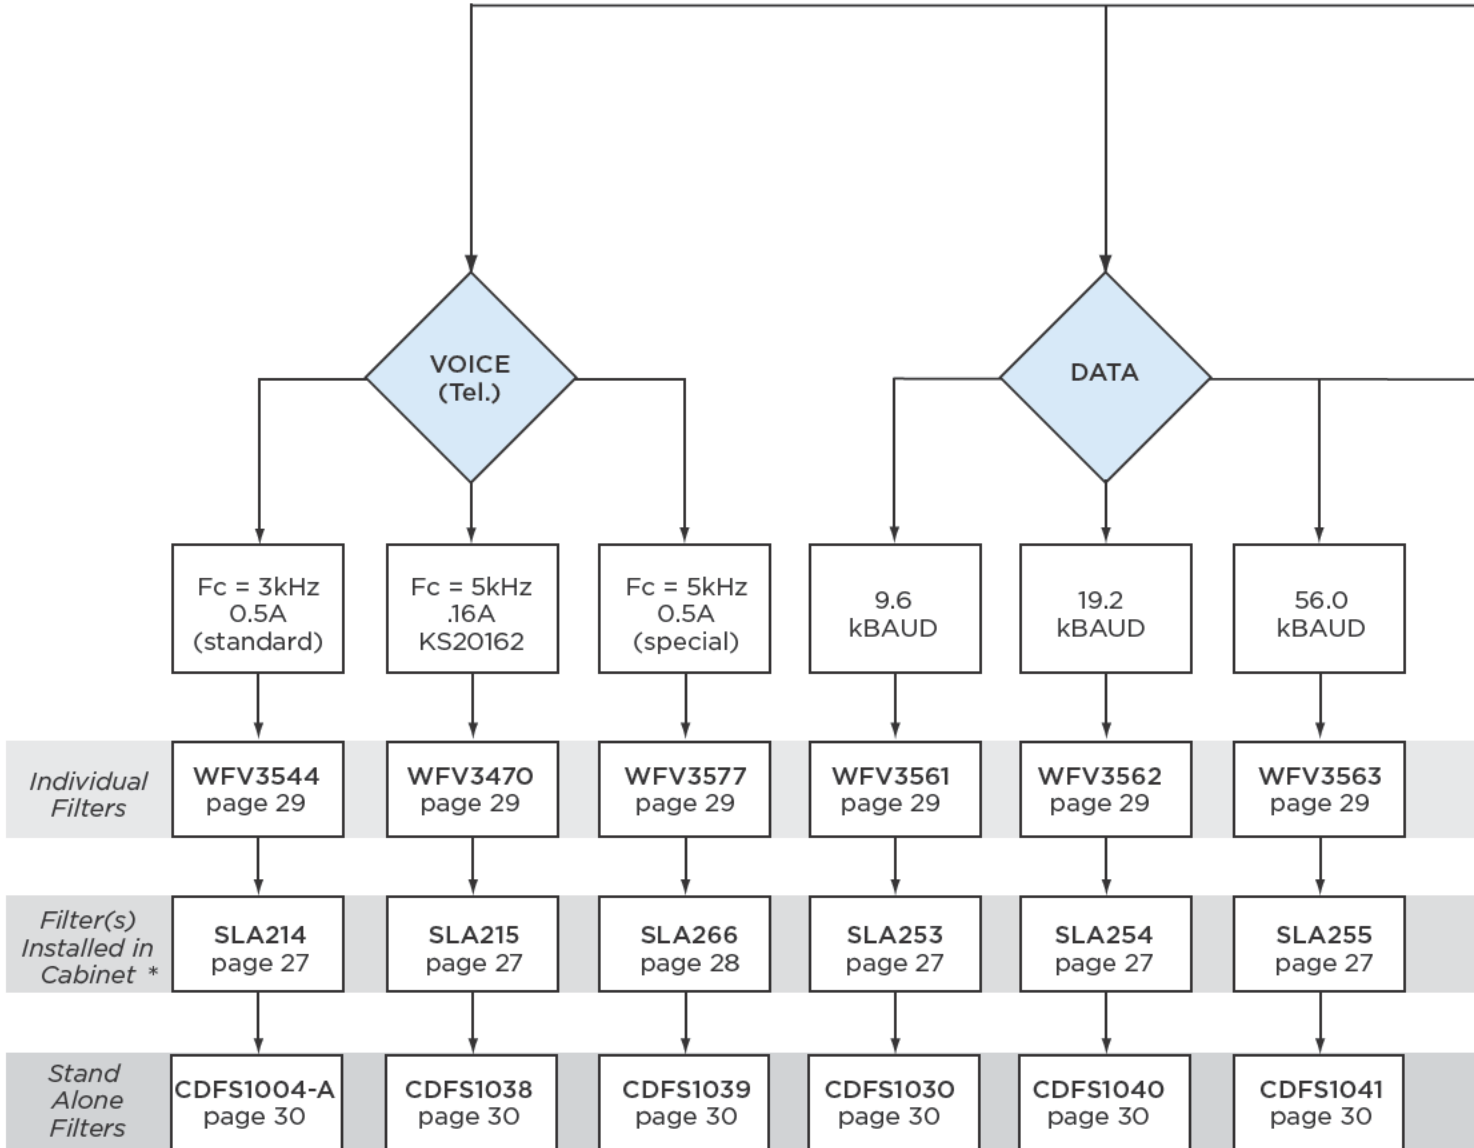 VOICE
(Tel.)
DATA
Fc = 3kHz
0.5A
(standard)
Fc = 5kHz
.16A
KS20162
Fc = 5kHz
0.5A
(special)
9.6
kBAUD
19.2
kBAUD
56.0
kBAUD
Individual
Filters
WFV3544
page 29
WFV3470
page 29
WFV3577
page 29
WFV3561
page 29
WFV3562
page 29
WFV3563
page 29
Filter(s)
Installed in
Cabinet *
SLA214
page 27
SLA215
page 27
SLA266
page 28
SLA253
page 27
SLA254
page 27
SLA255
page 27
Stand
Alone
Filters
CDFS1004-A
page 30
CDFS1038
page 30
CDFS1039
page 30
CDFS1030
page 30
CDFS1040
page 30
CDFS1041
page 30